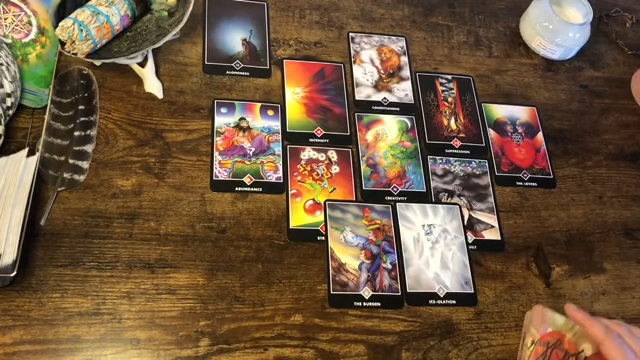 ALONENESS
CONDITIONING
INTENSITY
SUPPRESSION
ABUNDANCE
CREATIVITY
THE LOVERS
THE BURDEN
ICE-OLATION